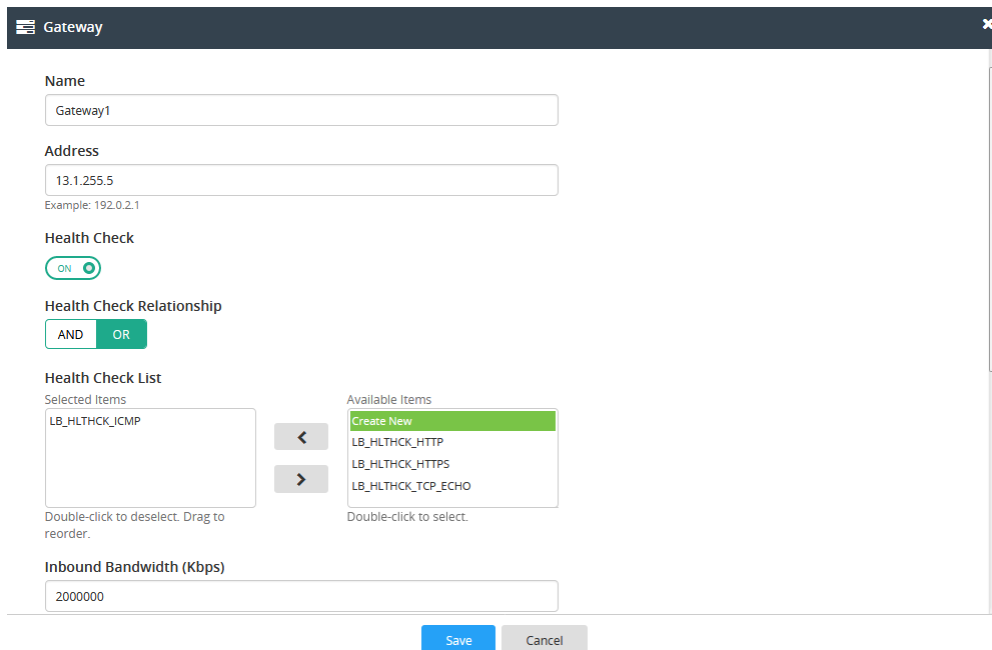 Gateway
Name
Gateway1
Address
13.1.255.5
Example: 192.0.2.1
Health Check
ON
Health Check Relationship
AND OR
Health Check List
Selected Items
LB_HLTHCK_ICMP
Double-click to deselect. Drag to
reorder.
Available Items
Create New
LB_HLTHCK_HTTP
LB_HLTHCK_HTTPS
LB_HLTHCK_TCP_ECHO
Double-click to select.
Inbound Bandwidth (Kbps)
2000000
Save Cancel